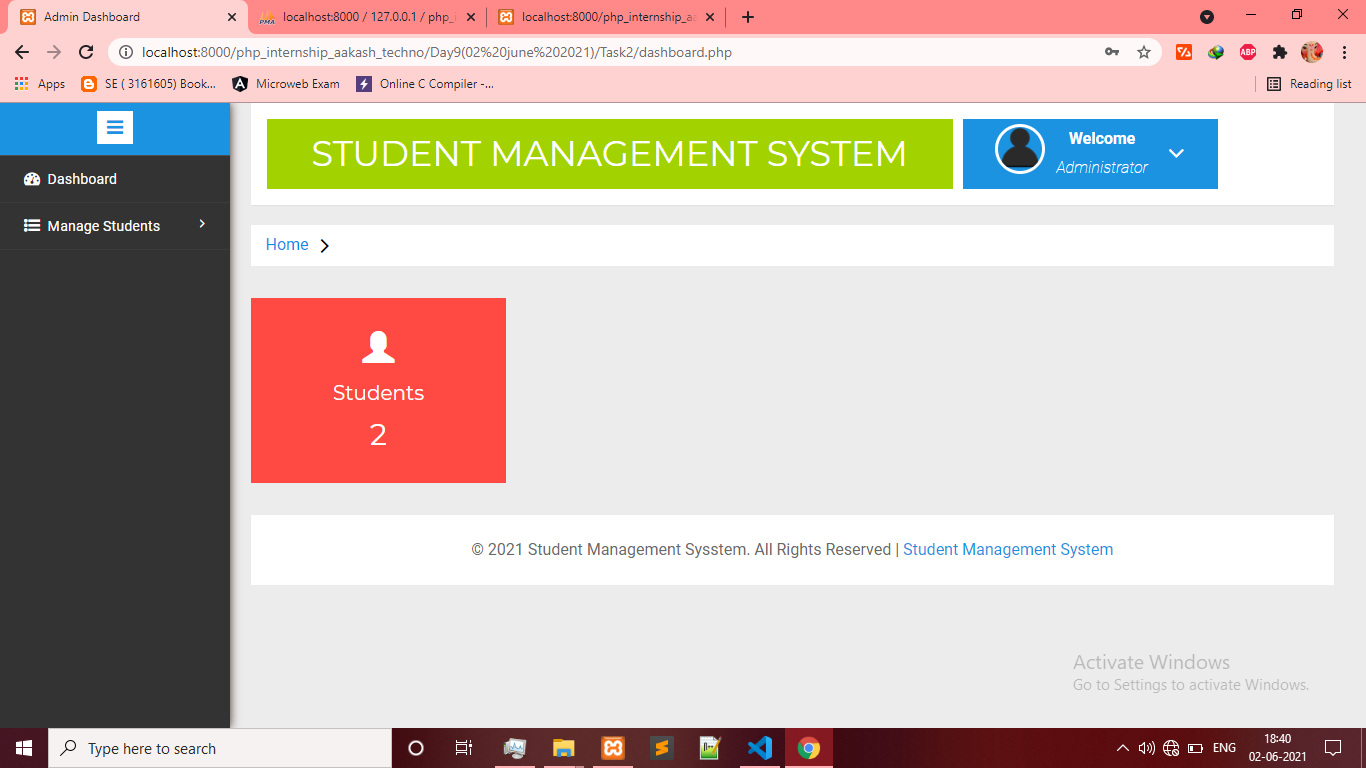 Admin Dashboard
localhost:8000 / 127.0.0.1 / php_i
localhost:8000/php_internship_aa
localhost:8000/php_internship_aakash_techno/Day9(02%20june%202021)/Task2/dashboard.php
ABP
Apps
SE ( 3161605) Book...
Microweb Exam
Online C Compiler -...
Reading list
STUDENT MANAGEMENT SYSTEM
Welcome
Administrator
Dashboard
Manage Students
Home
Students
2
© 2021 Student Management Sysstem. All Rights Reserved | Student Management System
Activate Windows
Go to Settings to activate Windows.
Type here to search
ENG
18:40
02-06-2021